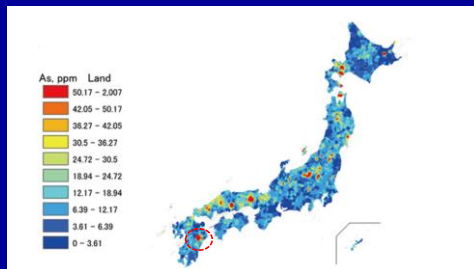 As, ppm Land
50.17 - 2,007
42.05 - 50.17
36.27 - 42.05
30.5 - 36.27
24.72 - 30.5
18.94 - 24.72
12.17 - 18.94
6.39 - 12.17
3.61 - 6.39
0 - 3.61